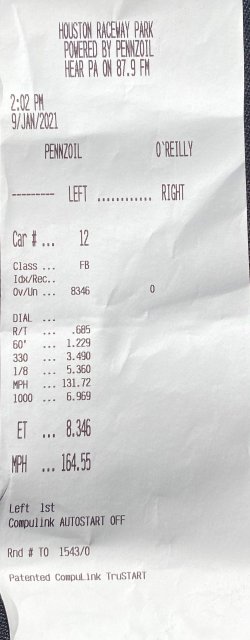 HOUSTON RACEWAY PARK
POWERED BY PENNZOIL
HEAR PA ON 87.9 FM
2:02 PM
9/JAN/2021
PENNZOIL O`REILLY
--------- LEFT ............ RIGHT
Car # ... 12
Class ... FB
Idx/Rec..
Ov/Un ... 8346 0
DIAL ...
R/T ... .685
60' ... 1.229
330 ... 3.490
1/8 ... 5.360
MPH ... 131.72
1000 ... 6.969
ET ... 8.346
MPH ... 164.55
Left 1st
Compulink AUTOSTART OFF
Rnd # TO 1543/0
Patented CompuLink TruSTART